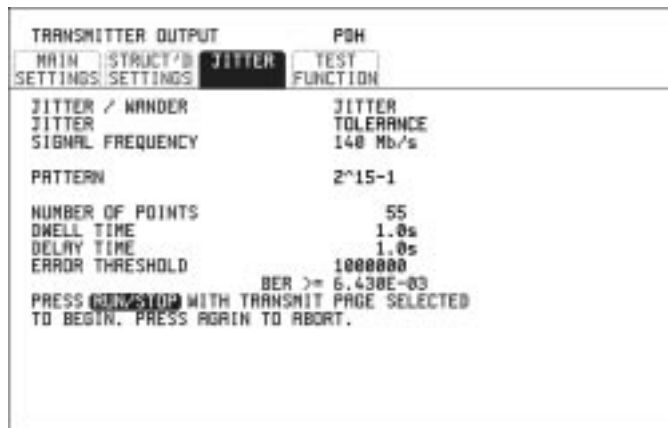 TRANSMITTER OUTPUT PDH
MAIN SETTINGS STRUCT'D SETTINGS JITTER TEST FUNCTION
JITTER / WANDER JITTER
JITTER TOLERANCE
SIGNAL FREQUENCY 140 Mb/s
PATTERN 2^15-1
NUMBER OF POINTS 55
DWELL TIME 1.0s
DELAY TIME 1.0s
ERROR THRESHOLD 1000000
BER >= 6.430E-03
PRESS RUN/STOP WITH TRANSMIT PAGE SELECTED
TO BEGIN. PRESS AGAIN TO ABORT.